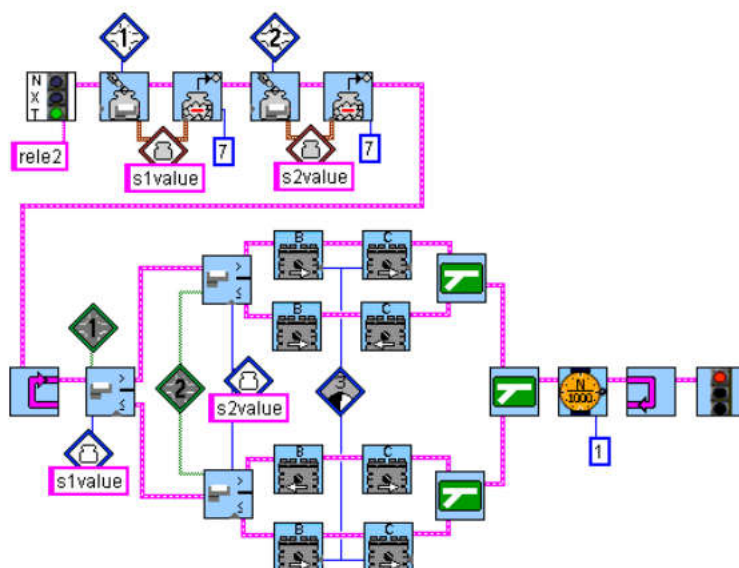 1
2
N
X
T
rele2
7
7
s1value
s2value
B
C
>
≤
B
C
1
>
≤
2
3
s2value
N
1000
s1value
>
≤
B
C
1
B
C